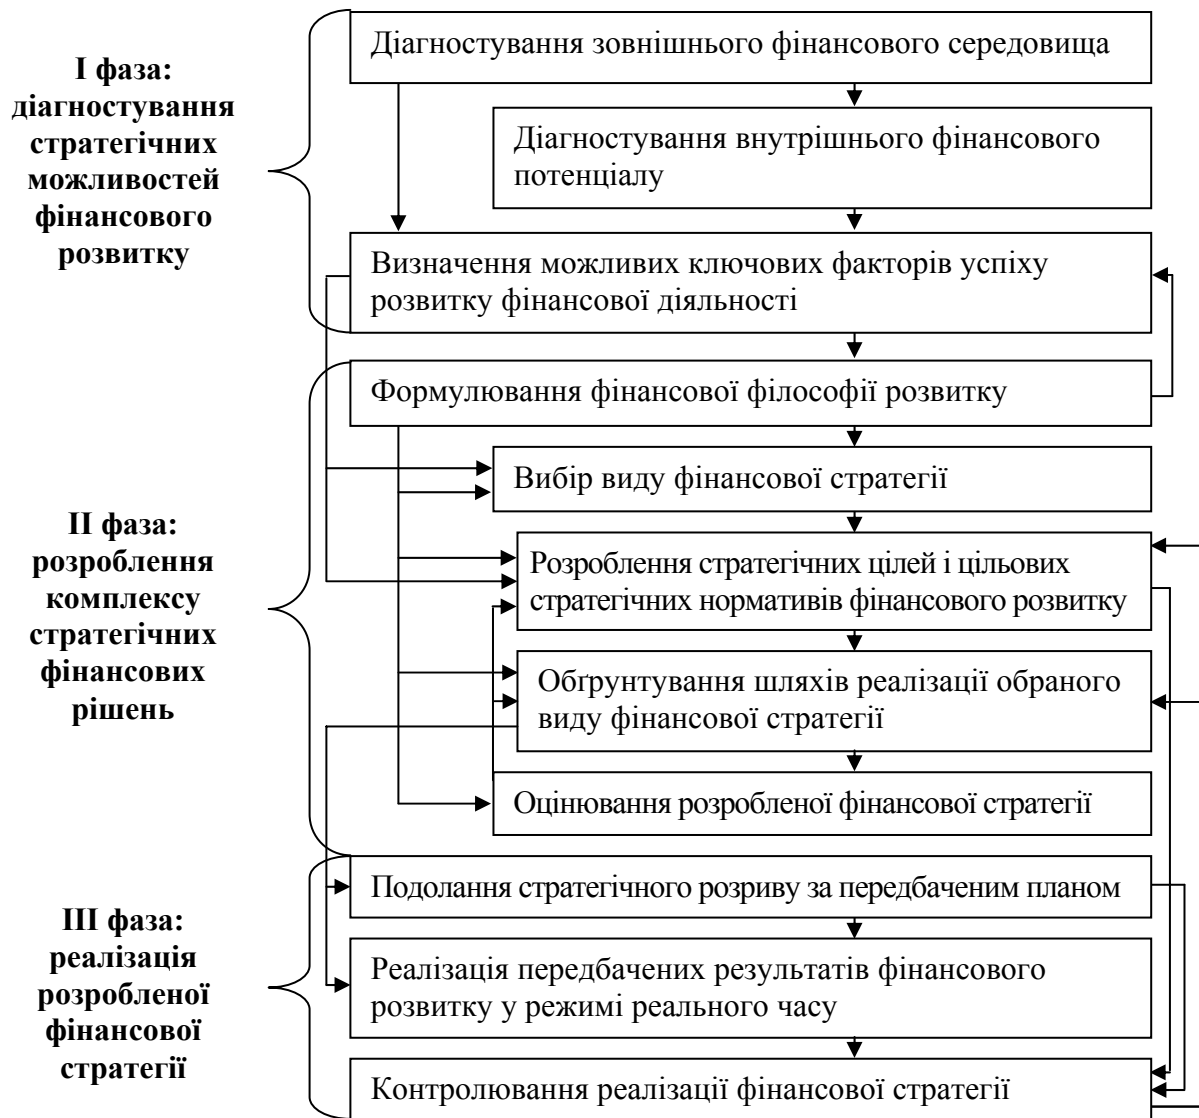 І фаза:
діагностування
стратегічних
можливостей
фінансового
розвитку
Діагностування зовнішнього фінансового середовища
Діагностування внутрішнього фінансового
потенціалу
Визначення можливих ключових факторів успіху
розвитку фінансової діяльності
ІІ фаза:
розроблення
комплексу
стратегічних
фінансових
рішень
Формулювання фінансової філософії розвитку
Вибір виду фінансової стратегії
Розроблення стратегічних цілей і цільових
стратегічних нормативів фінансового розвитку
Обґрунтування шляхів реалізації обраного
виду фінансової стратегії
Оцінювання розробленої фінансової стратегії
ІІІ фаза:
реалізація
розробленої
фінансової
стратегії
Подолання стратегічного розриву за передбаченим планом
Реалізація передбачених результатів фінансового
розвитку у режимі реального часу
Контролювання реалізації фінансової стратегії